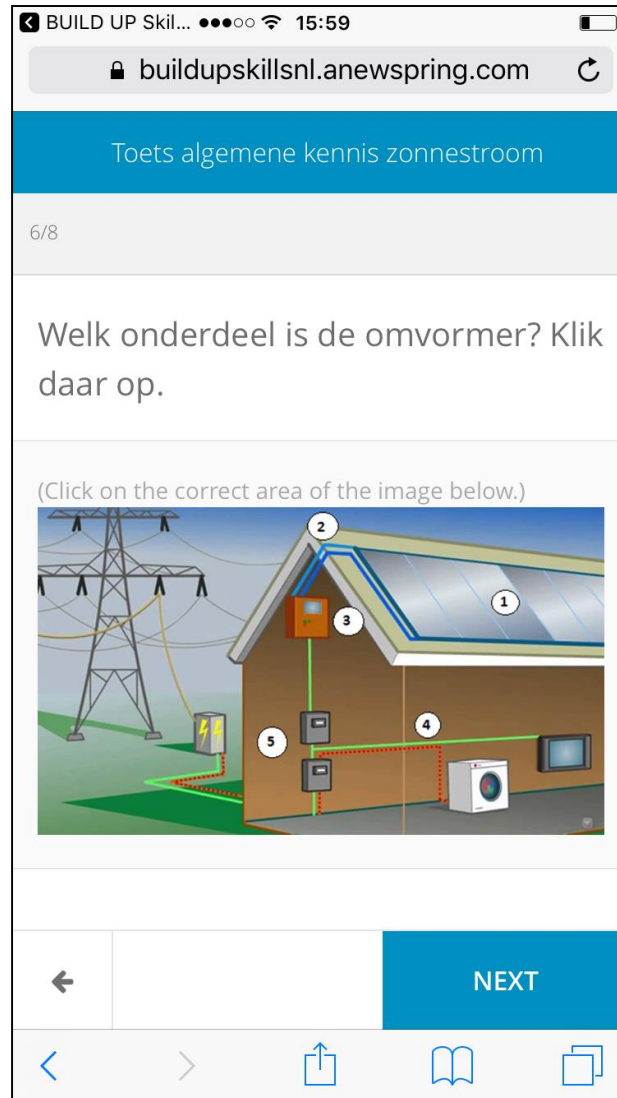 BUILD UP Skil... 15:59
buildupskillsnl.anewspring.com
Toets algemene kennis zonnestroom
6/8
Welk onderdeel is de omvormer? Klik
daar op.
(Click on the correct area of the image below.)
2
1
3
4
5
NEXT